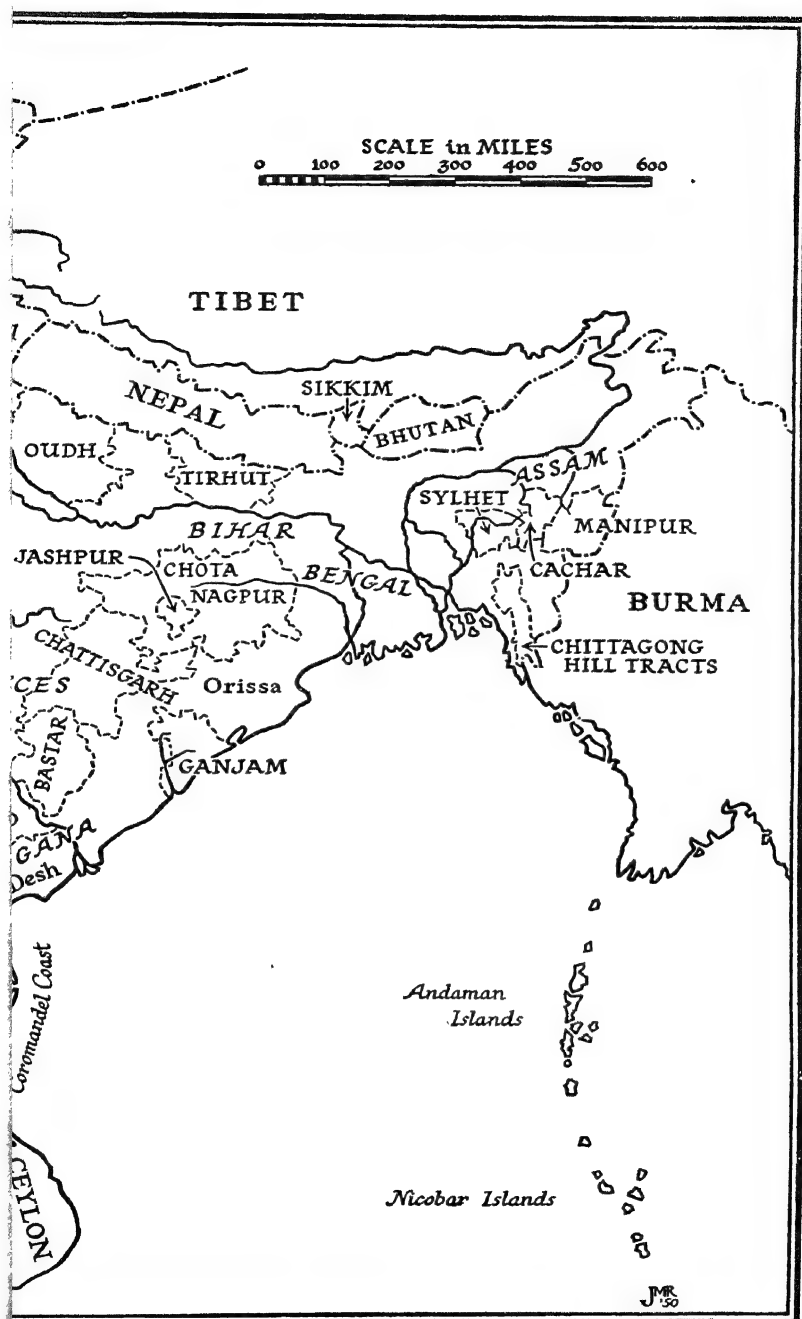 SCALE in MILES
0 100 200 300 400 500 600
TIBET
NEPAL
SIKKIM
BHUTAN
OUDH
TIRHUT
ASSAM
SYLHET
MANIPUR
BIHAR
JASHPUR
CHOTA
NAGPUR
BENGAL
CACHAR
BURMA
CHATTISGARH
CHITTAGONG
HILL TRACTS
CES
Orissa
BASTAR
GANJAM
GANA
Desh
Coromandel Coast
Andaman
Islands
CEYLON
Nicobar Islands
JMR
'50